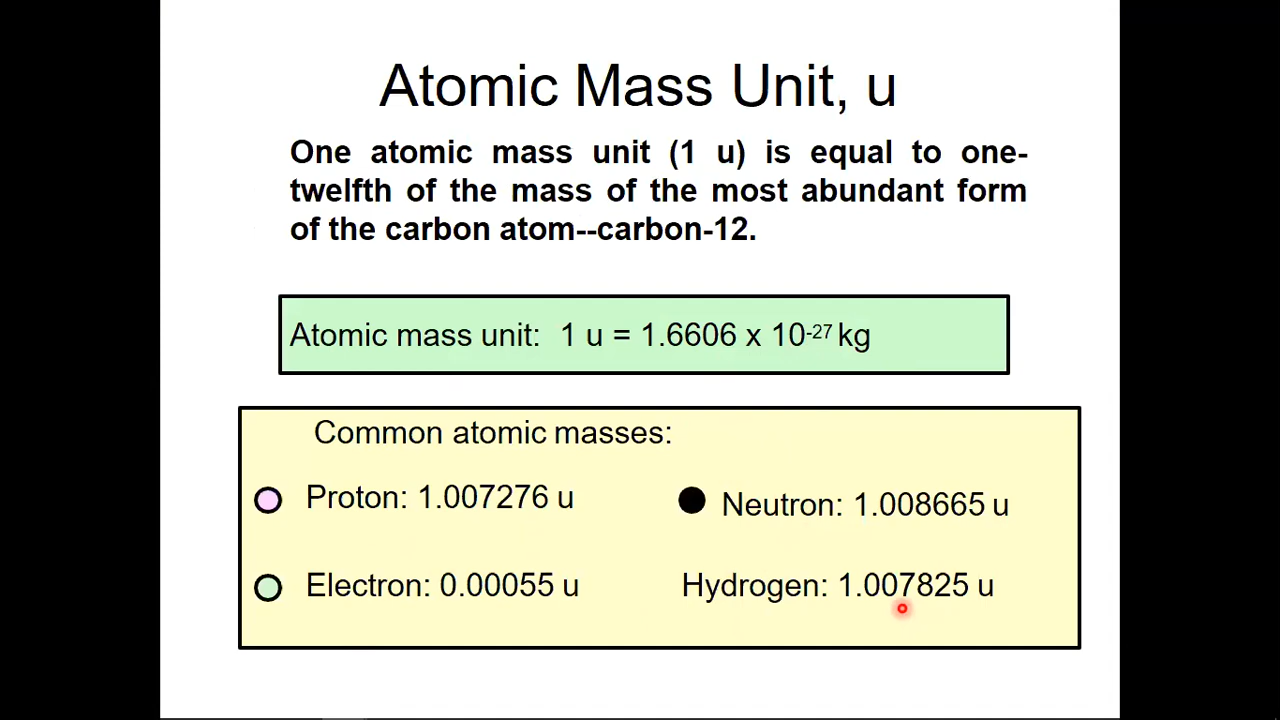 Atomic Mass Unit, u
One atomic mass unit (1 u) is equal to one-
twelfth of the mass of the most abundant form
of the carbon atom--carbon-12.
Atomic mass unit: 1 u = 1.6606 x 10⁻²⁷ kg
Common atomic masses:
Proton: 1.007276 u
Neutron: 1.008665 u
Electron: 0.00055 u
Hydrogen: 1.007825 u